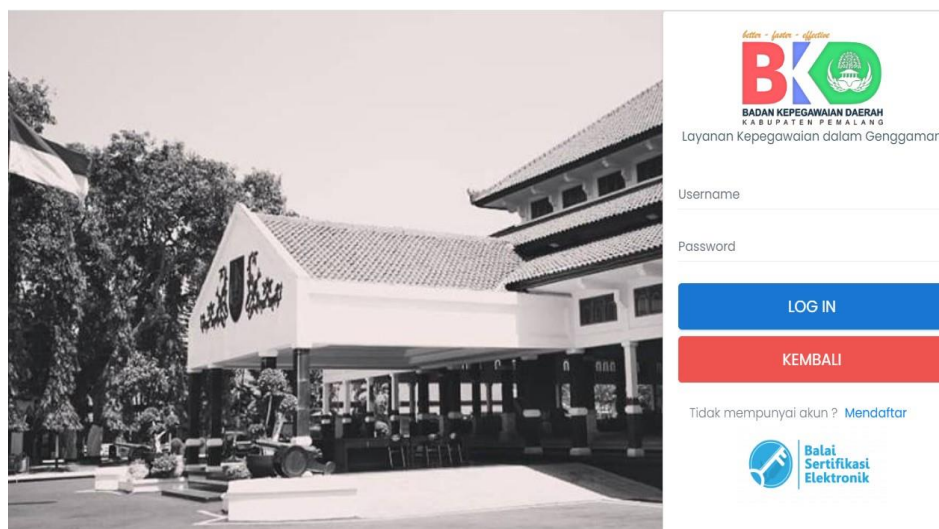 better - faster - effective
BKD
BADAN KEPEGAWAIAN DAERAH
KABUPATEN PEMALANG
Layanan Kepegawaian dalam Genggaman
Username
Password
LOG IN
KEMBALI
Tidak mempunyai akun ? Mendaftar
Balai
Sertifikasi
Elektronik